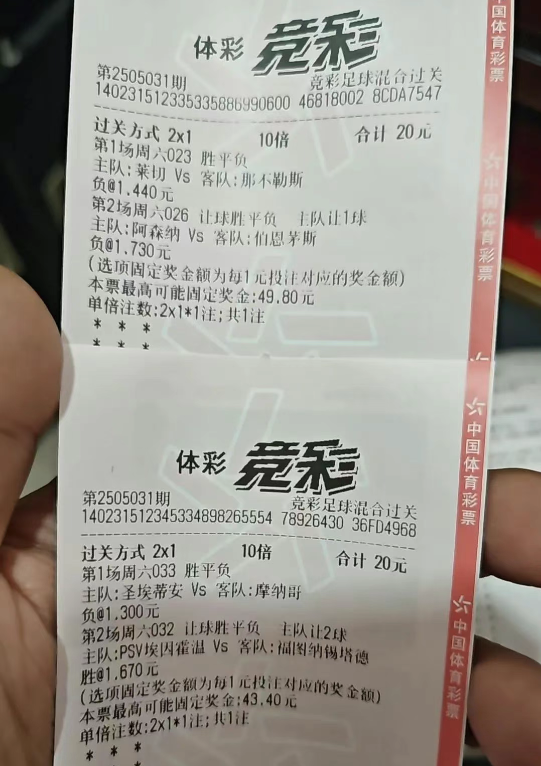 体彩 竞彩
第2505031期 竞彩足球混合过关
140231512335335886990600 46818002 8CDA7547
过关方式 2x1 10倍 合计 20元
第1场周六023 胜平负
主队:莱切 Vs 客队:那不勒斯
负@1.440元
第2场周六026 让球胜平负 主队让1球
主队:阿森纳 Vs 客队:伯恩茅斯
负@1.730元
(选项固定奖金额为每1元投注对应的奖金额)
本票最高可能固定奖金:49.80元
单倍注数:2x1*1注;共1注
* * *
* * *
体彩 竞彩
第2505031期 竞彩足球混合过关
140231512345334898265554 78926430 36FD4968
过关方式 2x1 10倍 合计 20元
第1场周六033 胜平负
主队:圣埃蒂安 Vs 客队:摩纳哥
负@1.300元
第2场周六032 让球胜平负 主队让2球
主队:PSV埃因霍温 Vs 客队:福图纳锡塔德
胜@1.670元
(选项固定奖金额为每1元投注对应的奖金额)
本票最高可能固定奖金:43.40元
单倍注数:2x1*1注;共1注
* * *
中国体育彩票
中国体育彩票
中国体育彩票
中国体育彩票